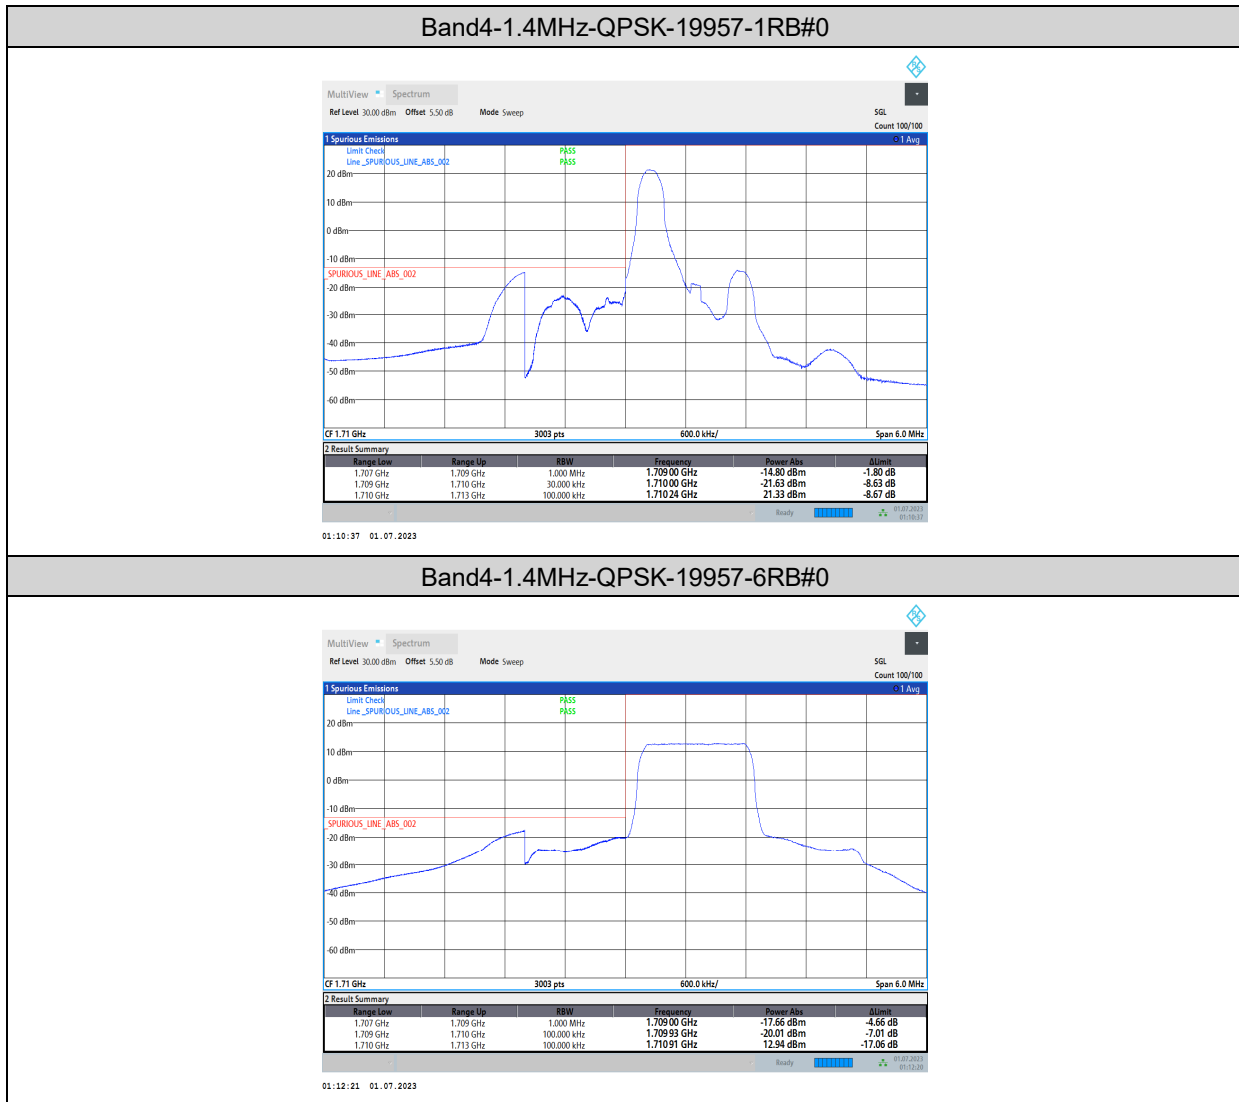 Band4-1.4MHz-QPSK-19957-1RB#0
MultiView Spectrum
Ref Level 30.00 dBm Offset 5.50 dB Mode Sweep SGL
Count 100/100
1 Spurious Emissions 1 Avg
Limit Check PASS
Line _SPURIOUS_LINE_ABS_002 PASS
20 dBm
10 dBm
0 dBm
-10 dBm
_SPURIOUS_LINE_ABS_002
-20 dBm
-30 dBm
-40 dBm
-50 dBm
-60 dBm
CF 1.71 GHz 3003 pts 600.0 kHz/ Span 6.0 MHz
2 Result Summary
Range Low Range Up RBW Frequency Power Abs ΔLimit
1.707 GHz 1.709 GHz 1.000 MHz 1.70900 GHz -14.80 dBm -1.80 dB
1.709 GHz 1.710 GHz 30.000 kHz 1.71000 GHz -21.63 dBm -8.63 dB
1.710 GHz 1.713 GHz 100.000 kHz 1.71024 GHz 21.33 dBm -8.67 dB
Ready 01.07.2023
01:10:37
01:10:37 01.07.2023
Band4-1.4MHz-QPSK-19957-6RB#0
MultiView Spectrum
Ref Level 30.00 dBm Offset 5.50 dB Mode Sweep SGL
Count 100/100
1 Spurious Emissions 1 Avg
Limit Check PASS
Line _SPURIOUS_LINE_ABS_002 PASS
20 dBm
10 dBm
0 dBm
-10 dBm
_SPURIOUS_LINE_ABS_002
-20 dBm
-30 dBm
-40 dBm
-50 dBm
-60 dBm
CF 1.71 GHz 3003 pts 600.0 kHz/ Span 6.0 MHz
2 Result Summary
Range Low Range Up RBW Frequency Power Abs ΔLimit
1.707 GHz 1.709 GHz 1.000 MHz 1.70900 GHz -17.66 dBm -4.66 dB
1.709 GHz 1.710 GHz 100.000 kHz 1.70993 GHz -20.01 dBm -7.01 dB
1.710 GHz 1.713 GHz 100.000 kHz 1.71091 GHz 12.94 dBm -17.06 dB
Ready 01.07.2023
01:12:20
01:12:21 01.07.2023